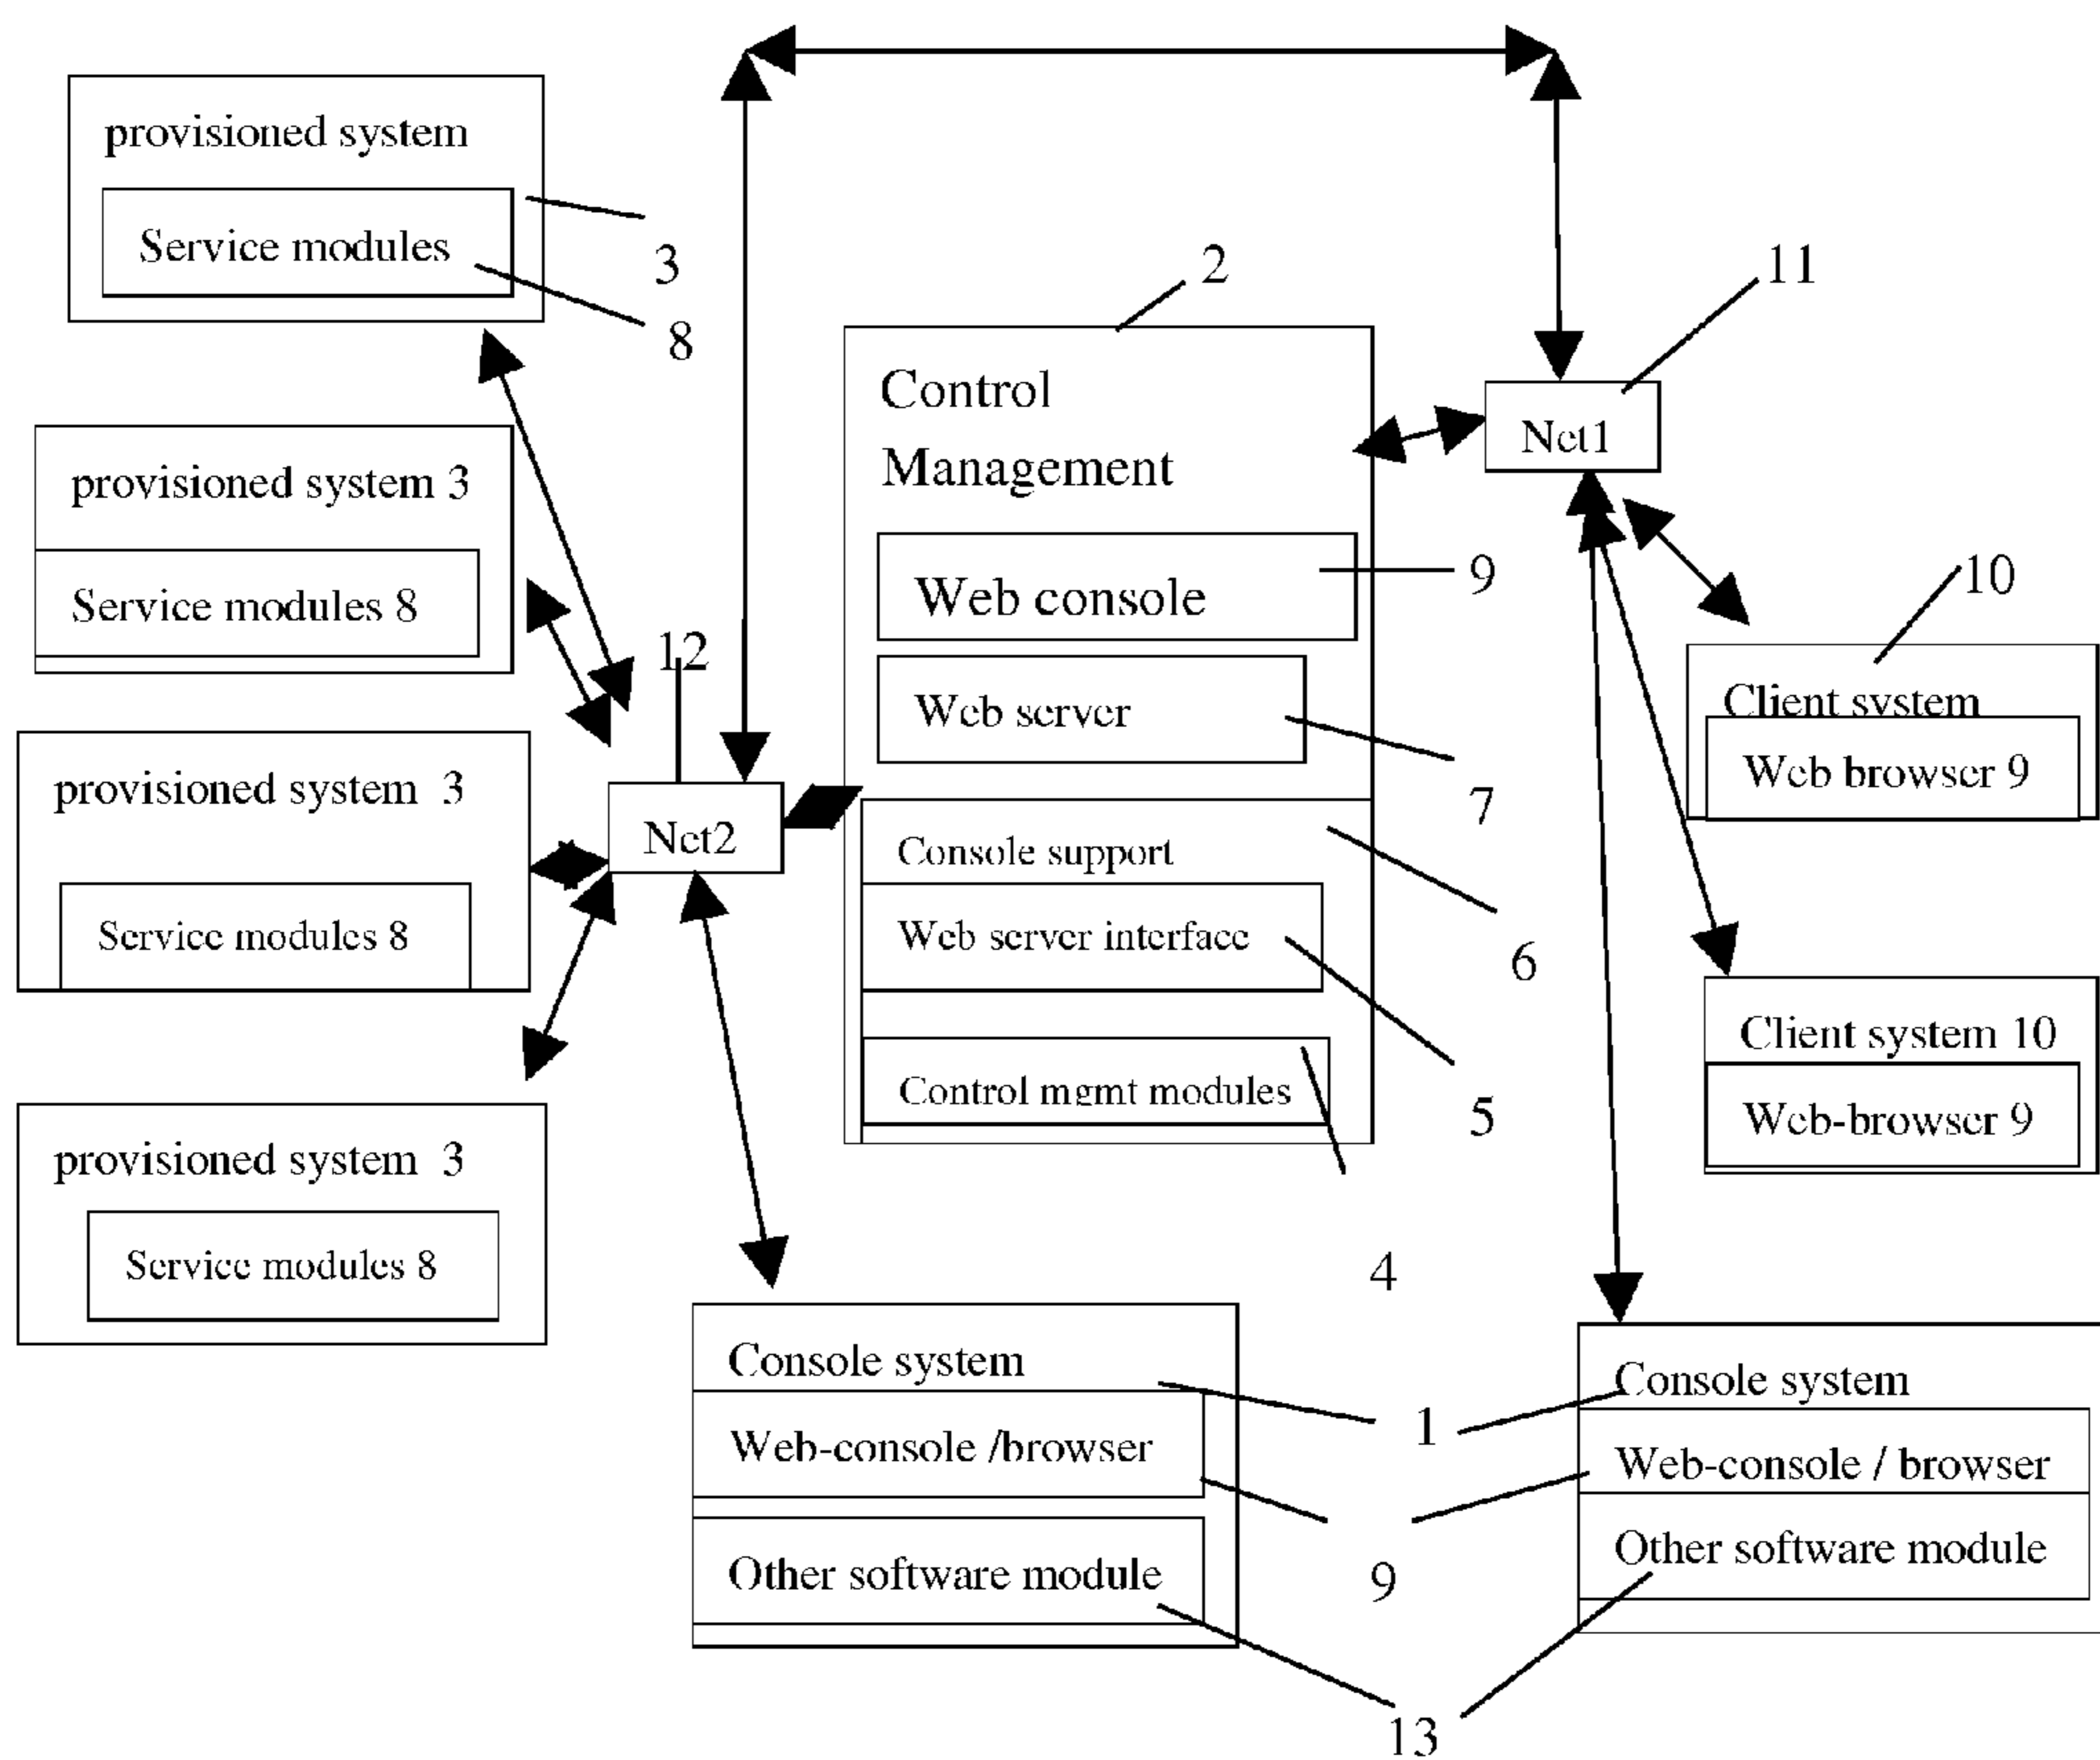 provisioned system
Service modules
3
8
provisioned system 3
Service modules 8
12
provisioned system 3
Service modules 8
Net2
provisioned system 3
Service modules 8
2
Control
Management
Web console
9
Web server
7
Console support
6
Web server interface
5
Control mgmt modules
4
11
Net1
10
Client system
Web browser 9
Client system 10
Web-browser 9
Console system
Web-console /browser
Other software module
1
9
13
Console system
Web-console / browser
Other software module